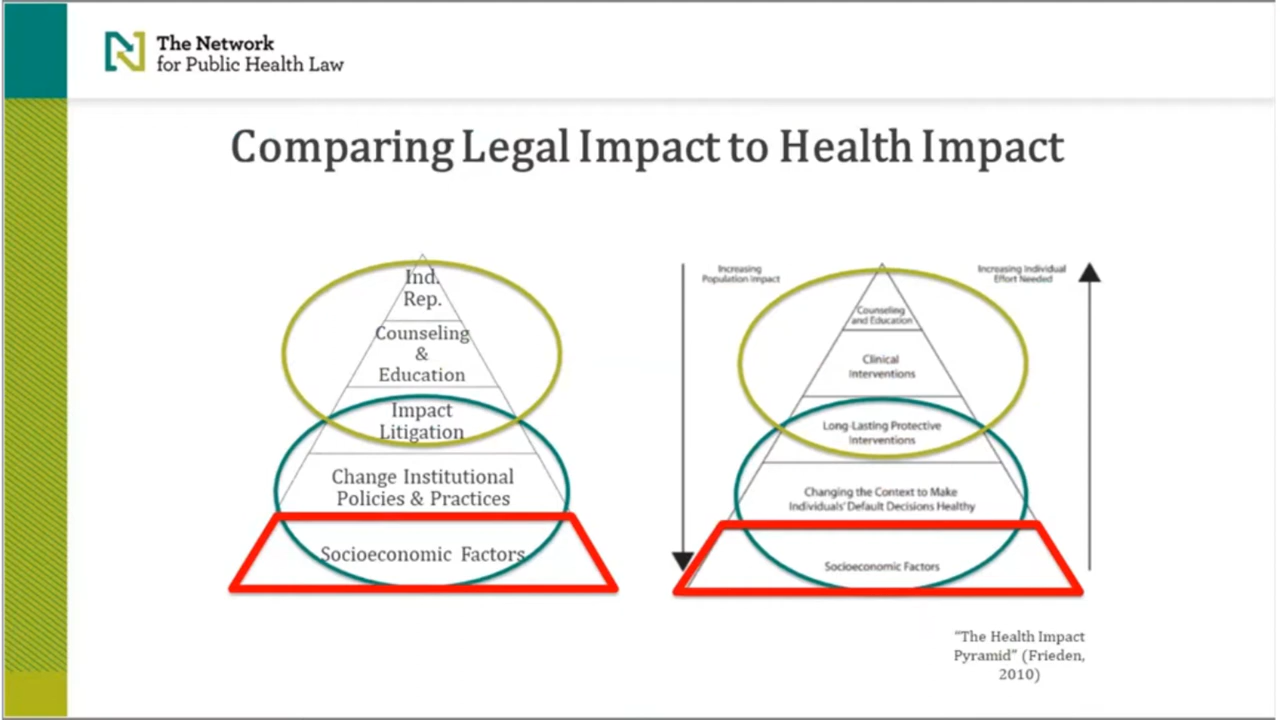 The Network
for Public Health Law
Comparing Legal Impact to Health Impact
Ind.
Rep.
Counseling
&
Education
Impact
Litigation
Change Institutional
Policies & Practices
Socioeconomic Factors
Increasing
Population Impact
Increasing Individual
Effort Needed
Counseling
and Education
Clinical
Interventions
Long-Lasting Protective
Interventions
Changing the Context to Make
Individuals' Default Decisions Healthy
Socioeconomic Factors
"The Health Impact
Pyramid" (Frieden,
2010)